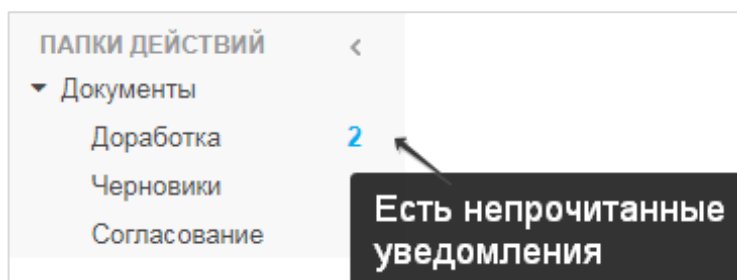 ПАПКИ ДЕЙСТВИЙ <
Документы
Доработка 2
Черновики
Согласование
Есть непрочитанные
уведомления